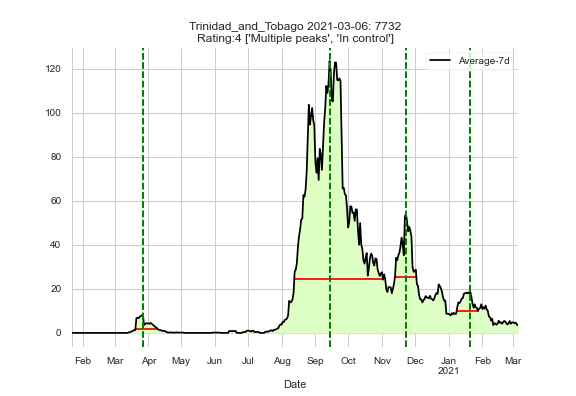 Trinidad_and_Tobago 2021-03-06: 7732
Rating:4 ['Multiple peaks', 'In control']
Average-7d
120
100
80
60
40
20
0
Feb Mar Apr May Jun Jul Aug Sep Oct Nov Dec Jan Feb Mar
2021
Date